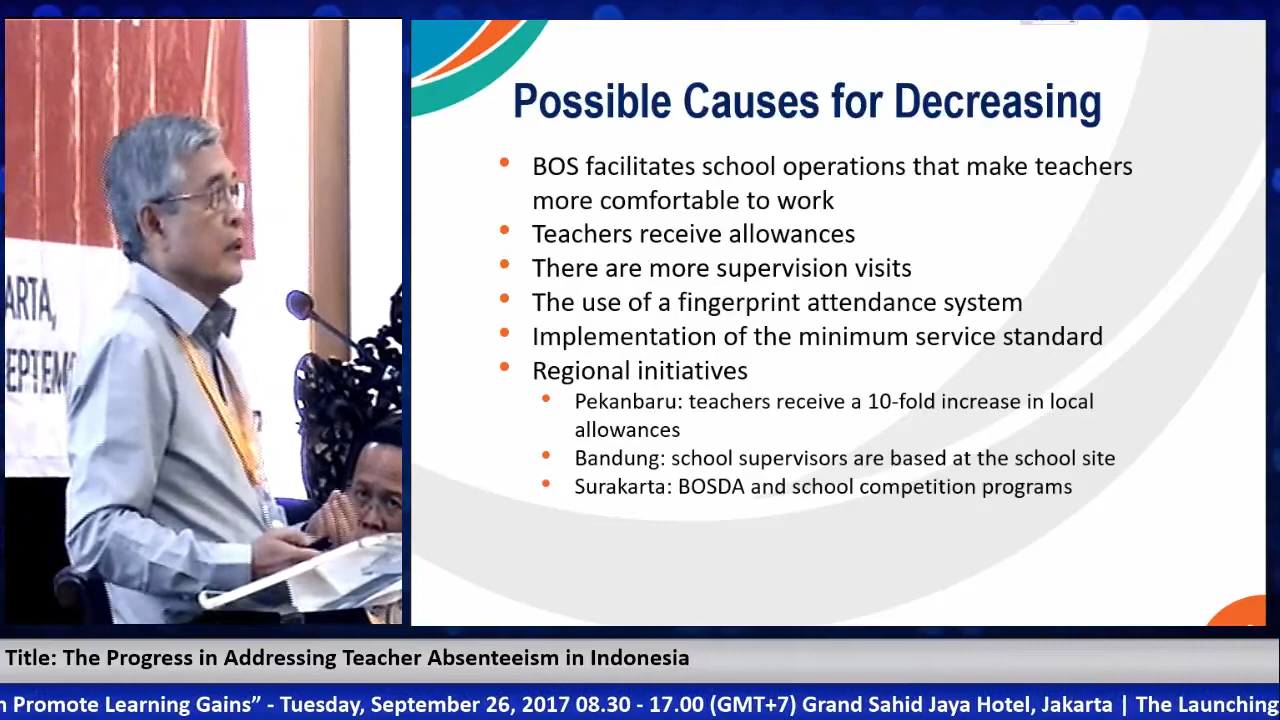 ARTA,
EPTEM
Possible Causes for Decreasing
BOS facilitates school operations that make teachers
more comfortable to work
Teachers receive allowances
There are more supervision visits
The use of a fingerprint attendance system
Implementation of the minimum service standard
Regional initiatives
Pekanbaru: teachers receive a 10-fold increase in local
allowances
Bandung: school supervisors are based at the school site
Surakarta: BOSDA and school competition programs
Title: The Progress in Addressing Teacher Absenteeism in Indonesia
n Promote Learning Gains” - Tuesday, September 26, 2017 08.30 - 17.00 (GMT+7) Grand Sahid Jaya Hotel, Jakarta | The Launching